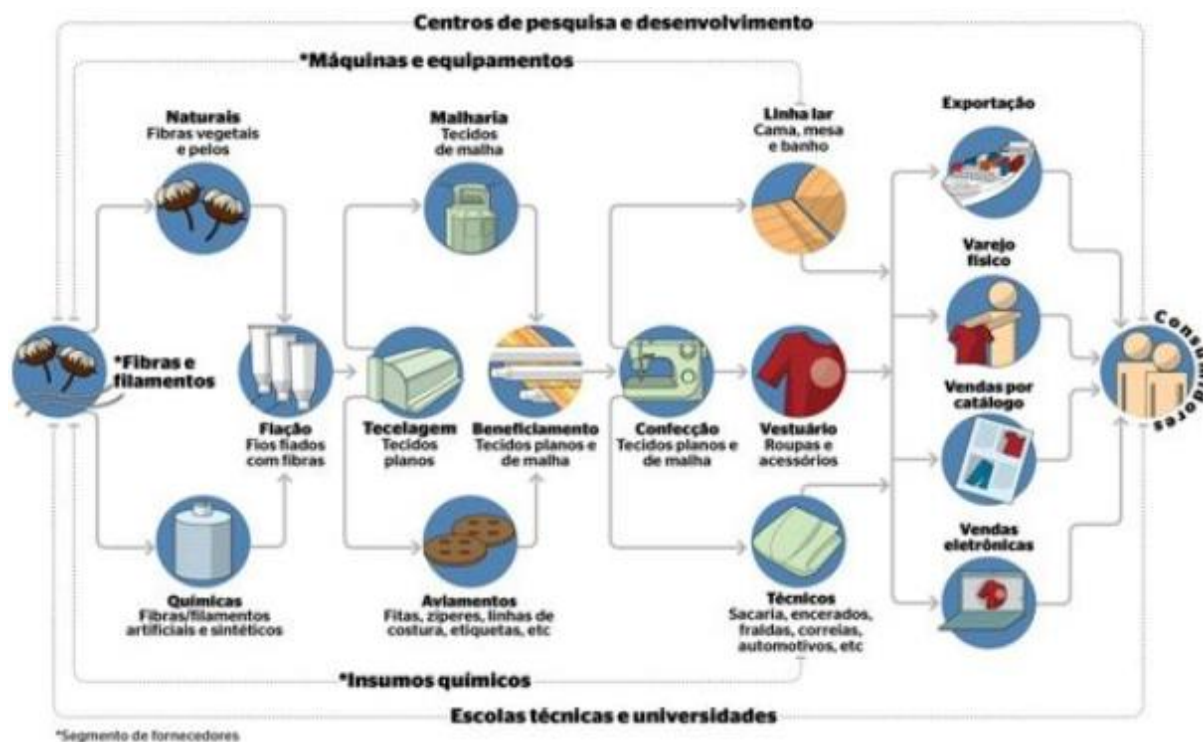 Centros de pesquisa e desenvolvimento
*Máquinas e equipamentos
Naturais
Fibras vegetais
e pelos
Malharia
Tecidos
de malha
Linha lar
Cama, mesa
e banho
Exportação
Varejo
físico
*Fibras e
filamentos
Fiação
Fios fiados
com fibras
Tecelagem
Tecidos
planos
Beneficiamento
Tecidos planos e
de malha
Confecção
Tecidos planos e
de malha
Vestuário
Roupas e
acessórios
Vendas por
catálogo
Consumidores
Químicas
Fibras/filamentos
artificiais e sintéticos
Aviamentos
Fitas, zíperes, linhas de
costura, etiquetas, etc
Técnicos
Sacaria, encerados,
fraldas, correias,
automotivos, etc
Vendas
eletrônicas
*Insumos químicos
Escolas técnicas e universidades
*Segmento de fornecedores